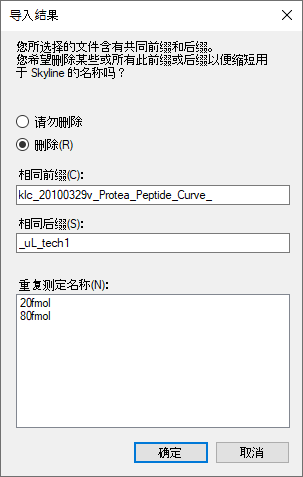 导入结果
您所选择的文件含有共同前缀和后缀。
您希望删除某些或所有此前缀或后缀以便缩短用
于 Skyline 的名称吗？
请勿删除
删除(R)
相同前缀(C):
klc_20100329v_Protea_Peptide_Curve_
相同后缀(S):
_uL_tech1
重复测定名称(N):
20fmol
80fmol
确定
取消